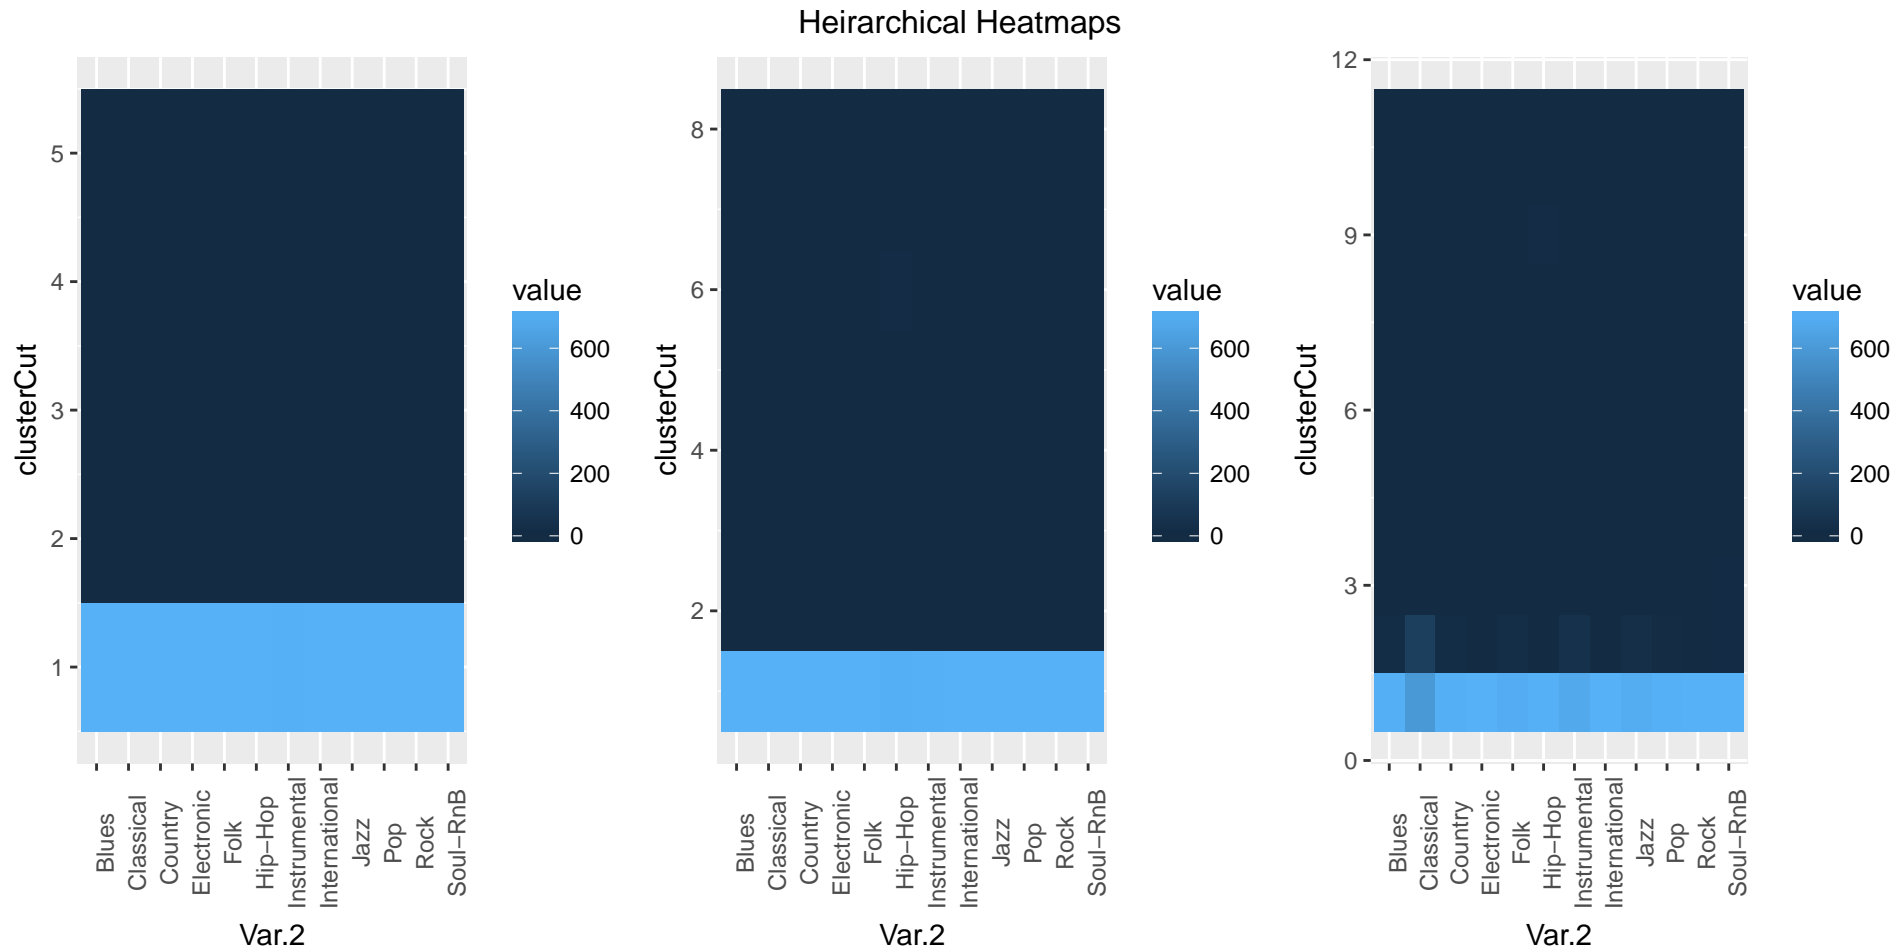 Heirarchical Heatmaps
clusterCut
5
4
3
2
1
Blues
Classical
Country
Electronic
Folk
Hip−Hop
Instrumental
International
Jazz
Pop
Rock
Soul−RnB
Var.2
value
600
400
200
0
clusterCut
8
6
4
2
Blues
Classical
Country
Electronic
Folk
Hip−Hop
Instrumental
International
Jazz
Pop
Rock
Soul−RnB
Var.2
value
600
400
200
0
clusterCut
12
9
6
3
0
Blues
Classical
Country
Electronic
Folk
Hip−Hop
Instrumental
International
Jazz
Pop
Rock
Soul−RnB
Var.2
value
600
400
200
0